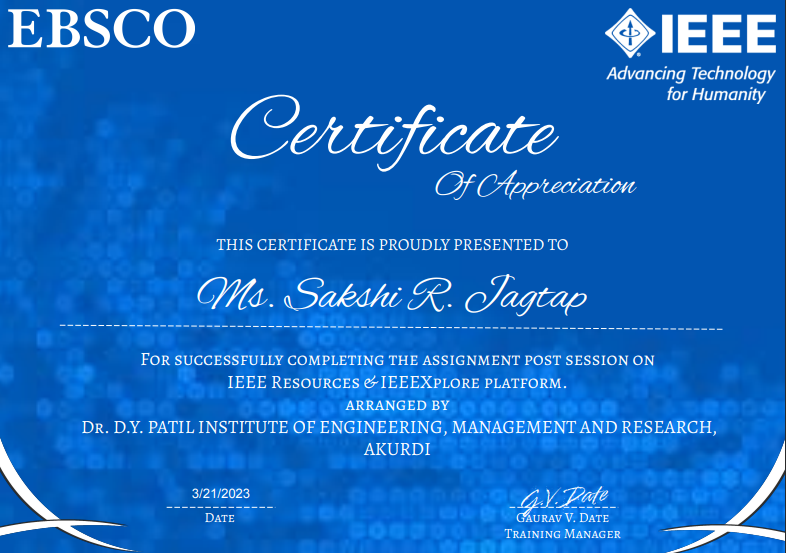 EBSCO
IEEE
Advancing Technology
for Humanity
Certificate
Of Appreciation
THIS CERTIFICATE IS PROUDLY PRESENTED TO
Ms. Sakshi R. Jagtap
For successfully completing the assignment post session on
IEEE Resources & IEEEXplore platform.
arranged by
Dr. D.Y. PATIL INSTITUTE OF ENGINEERING, MANAGEMENT AND RESEARCH,
AKURDI
3/21/2023
Date
G.V. Date
Gaurav V. Date
Training Manager